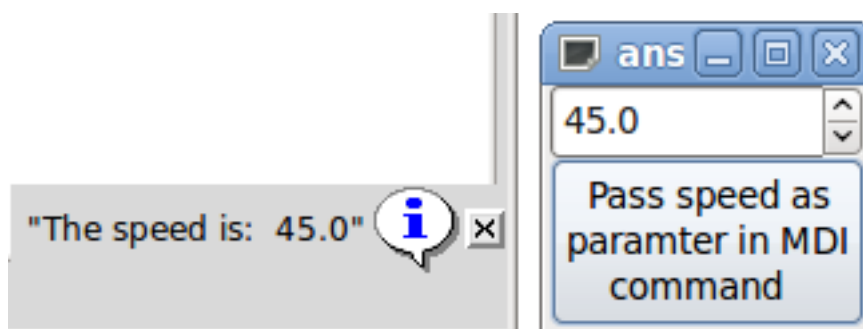 "The speed is:  45.0"
ans
45.0
Pass speed as
paramter in MDI
command